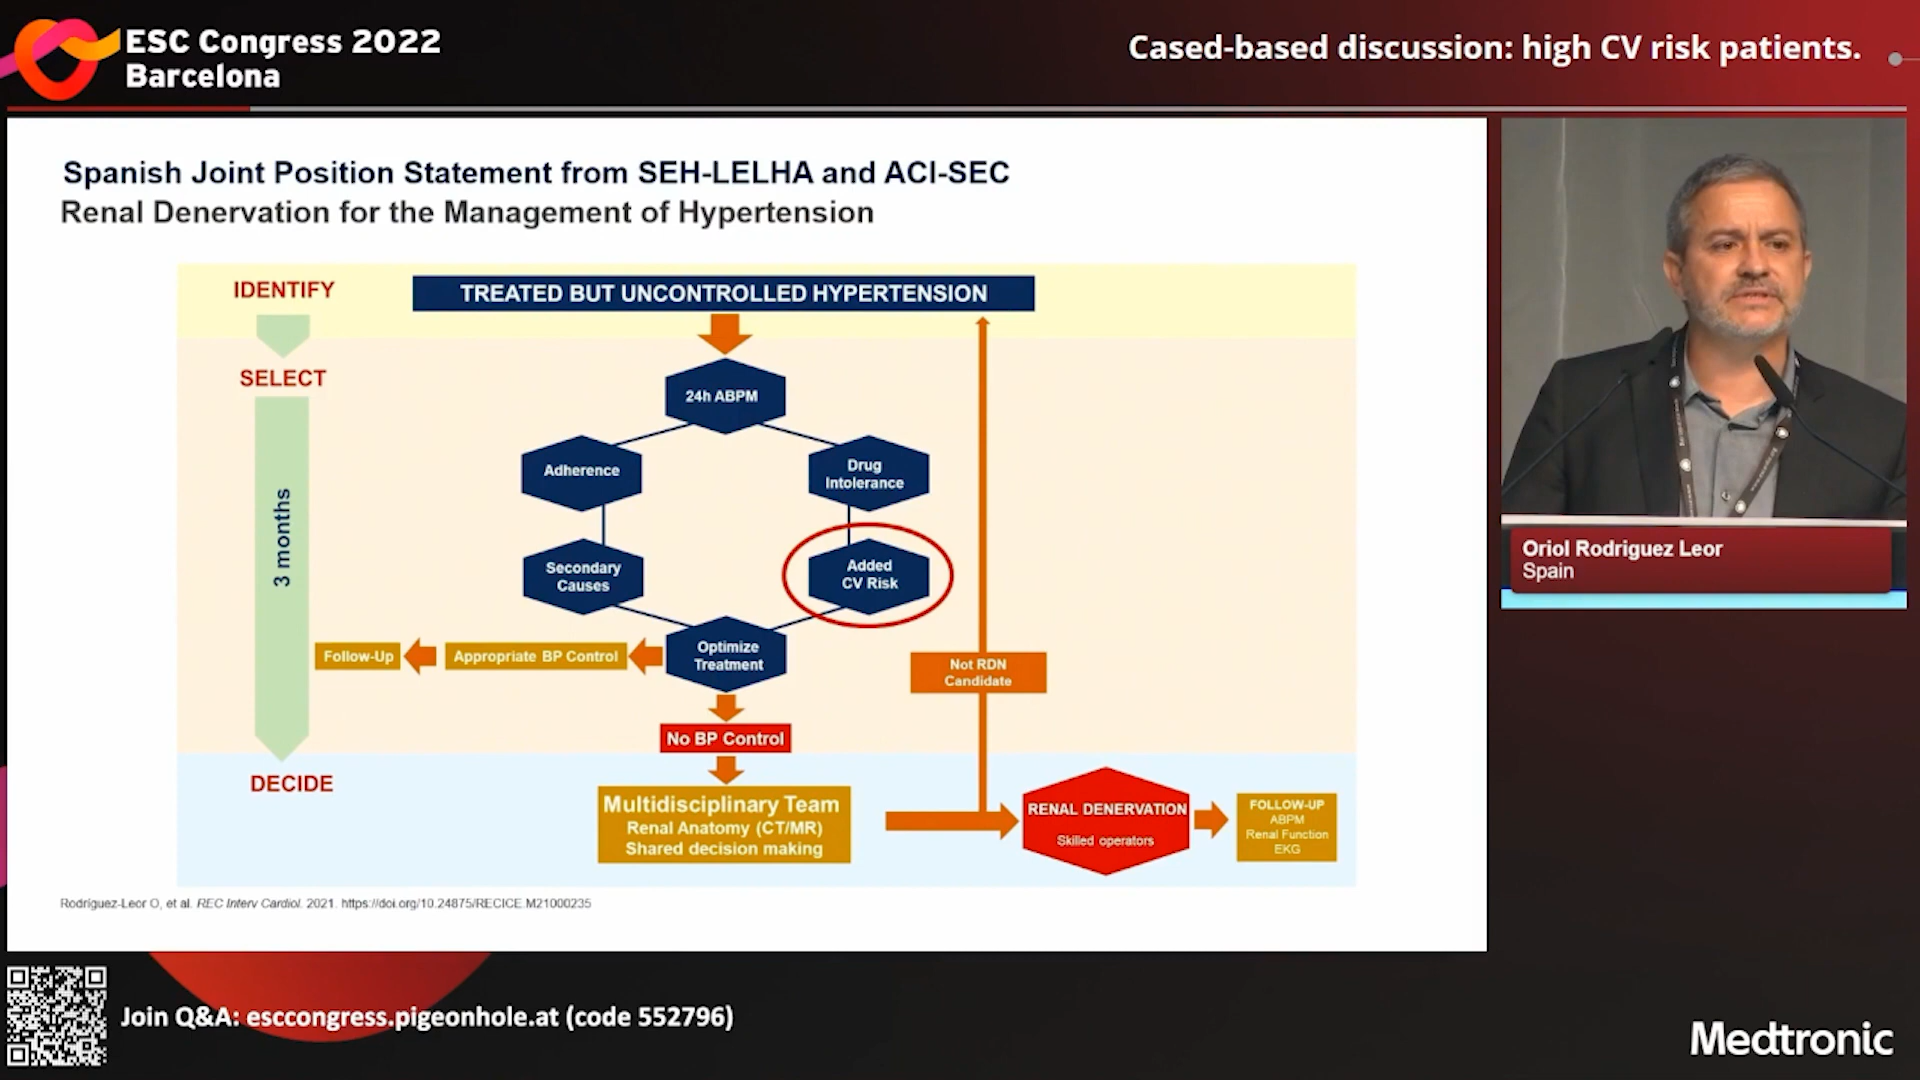 ESC Congress 2022
Barcelona
Cased-based discussion: high CV risk patients.
Spanish Joint Position Statement from SEH-LELHA and ACI-SEC
Renal Denervation for the Management of Hypertension
IDENTIFY
TREATED BUT UNCONTROLLED HYPERTENSION
SELECT
24h ABPM
Adherence
Drug
Intolerance
3 months
Secondary
Causes
Added
CV Risk
Follow-Up
Appropriate BP Control
Optimize
Treatment
Not RDN
Candidate
No BP Control
DECIDE
Multidisciplinary Team
Renal Anatomy (CT/MR)
Shared decision making
RENAL DENERVATION
Skilled operators
FOLLOW-UP
ABPM
Renal Function
EKG
Rodríguez-Leor O, et al. REC Interv Cardiol. 2021. https://doi.org/10.24875/RECICE.M21000235
Oriol Rodriguez Leor
Spain
Join Q&A: esccongress.pigeonhole.at (code 552796)
Medtronic